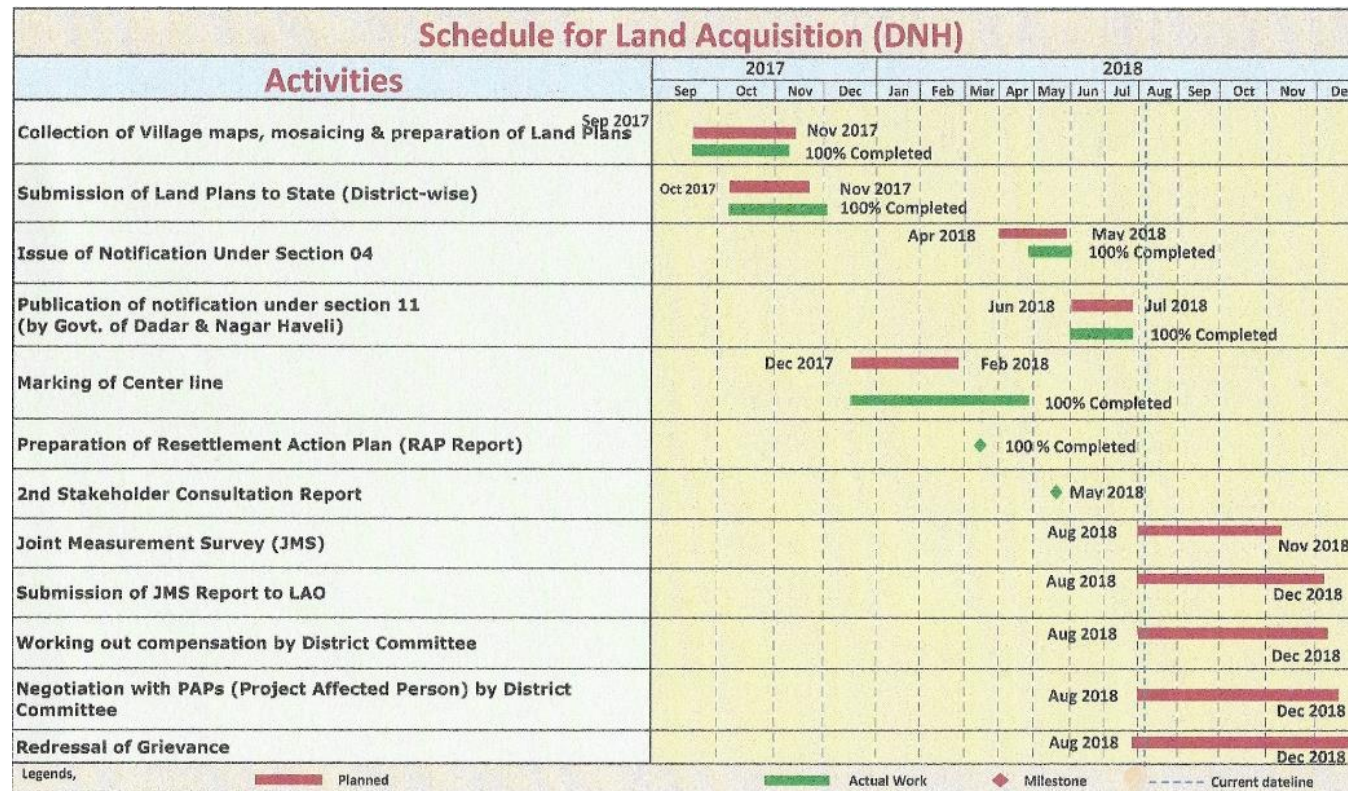 Schedule for Land Acquisition (DNH)
Activities
2017
2018
Sep Oct Nov Dec Jan Feb Mar Apr May Jun Jul Aug Sep Oct Nov De
Collection of Village maps, mosaicing & preparation of Land Plans
Sep 2017
Nov 2017
100% Completed
Submission of Land Plans to State (District-wise)
Oct 2017
Nov 2017
100% Completed
Issue of Notification Under Section 04
Apr 2018
May 2018
100% Completed
Publication of notification under section 11
(by Govt. of Dadar & Nagar Haveli)
Jun 2018
Jul 2018
100% Completed
Marking of Center line
Dec 2017
Feb 2018
100% Completed
Preparation of Resettlement Action Plan (RAP Report)
100 % Completed
2nd Stakeholder Consultation Report
May 2018
Joint Measurement Survey (JMS)
Aug 2018
Nov 2018
Submission of JMS Report to LAO
Aug 2018
Dec 2018
Working out compensation by District Committee
Aug 2018
Dec 2018
Negotiation with PAPs (Project Affected Person) by District
Committee
Aug 2018
Dec 2018
Redressal of Grievance
Aug 2018
Dec 2018
Legends,
Planned
Actual Work
Milestone
Current dateline